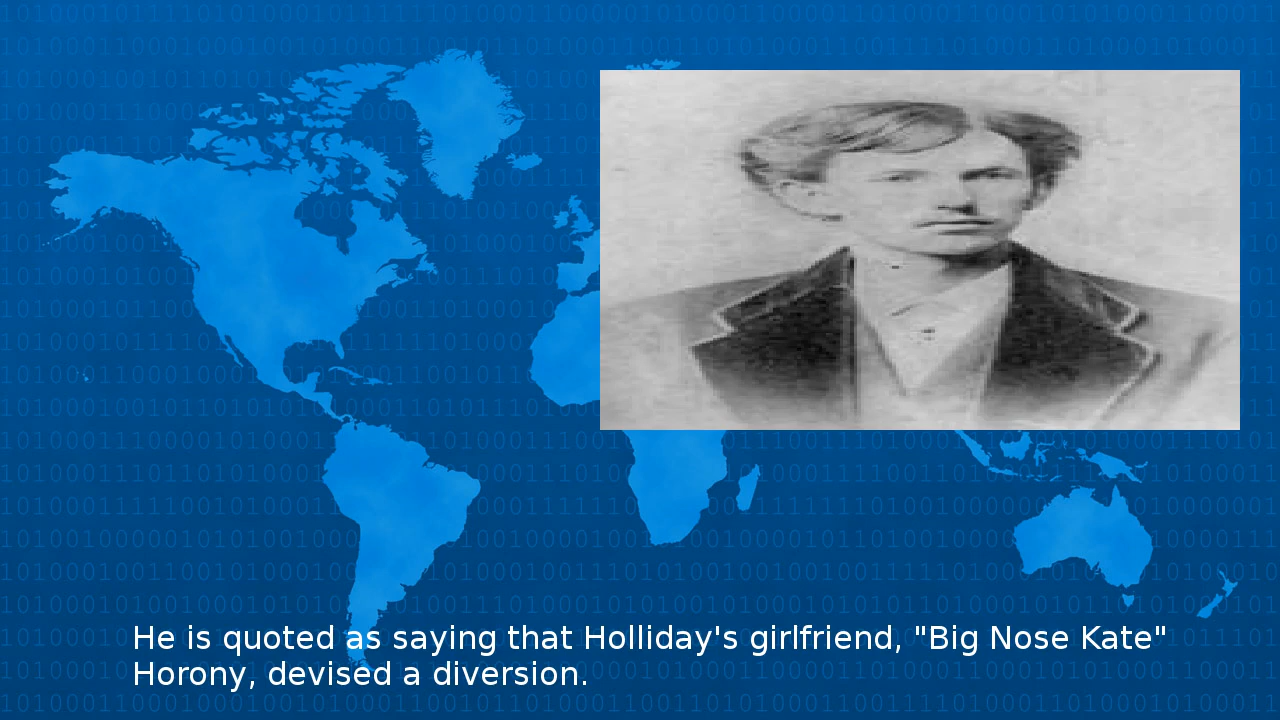 He is quoted as saying that Holliday's girlfriend, "Big Nose Kate"
Horony, devised a diversion.